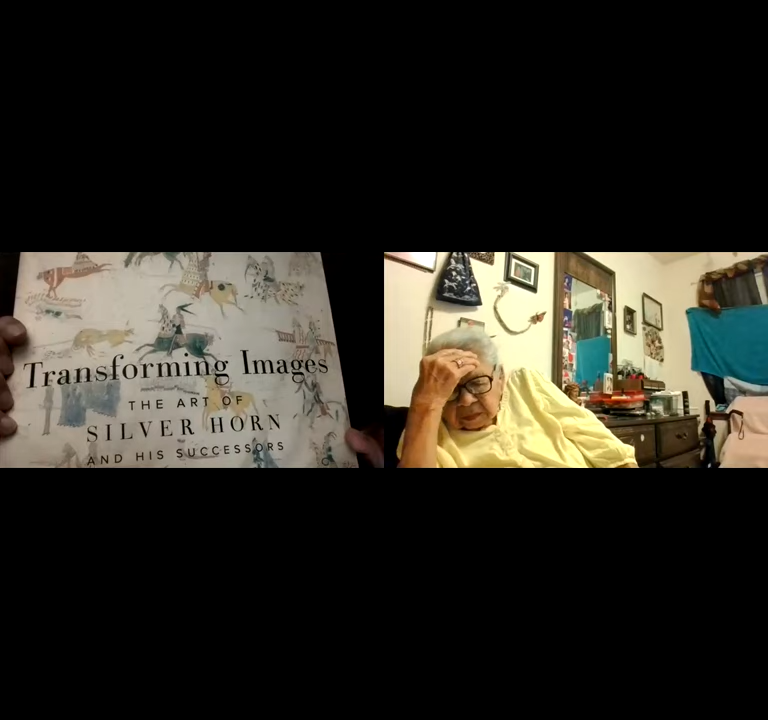 Transforming Images
THE ART OF
SILVER HORN
AND HIS SUCCESSORS